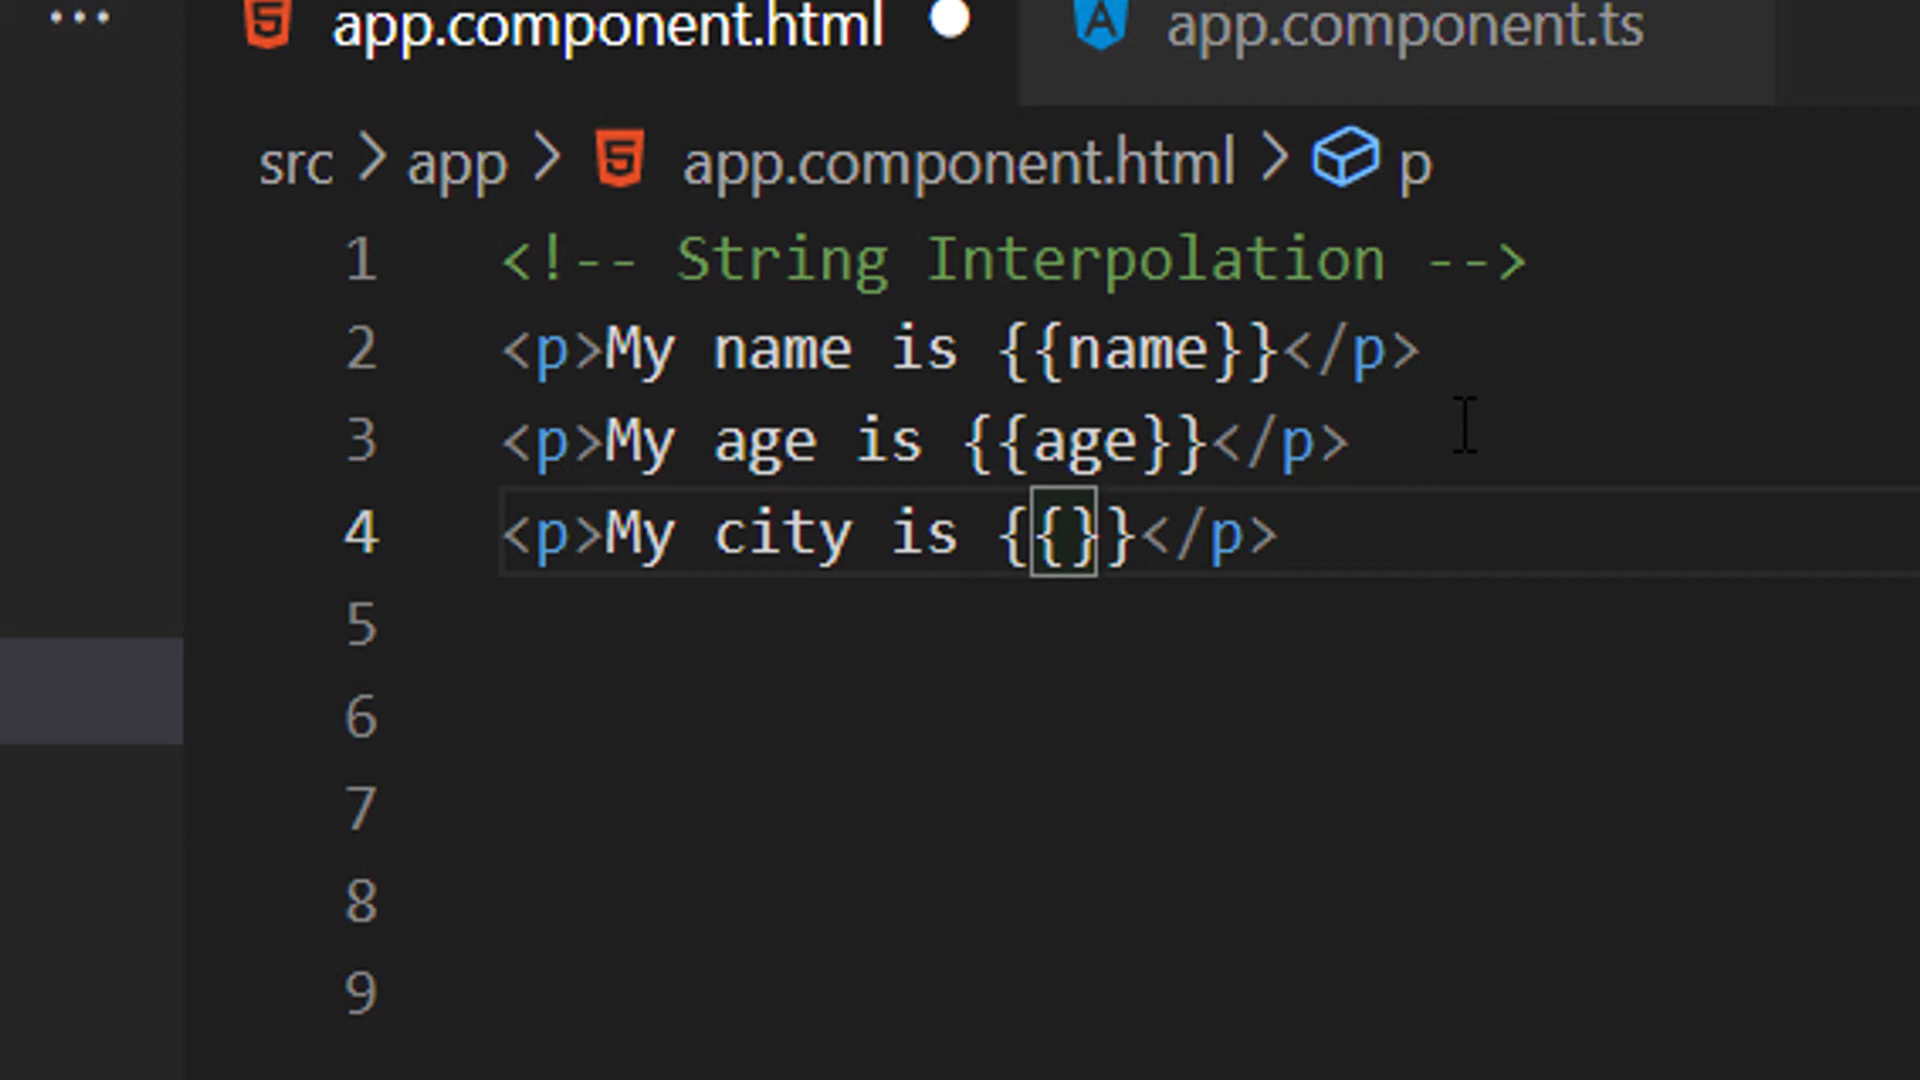 ... app.component.html app.component.ts
src > app > app.component.html > p
1 <!-- String Interpolation -->
2 <p>My name is {{name}}</p>
3 <p>My age is {{age}}</p>
4 <p>My city is {{}}</p>
5
6
7
8
9